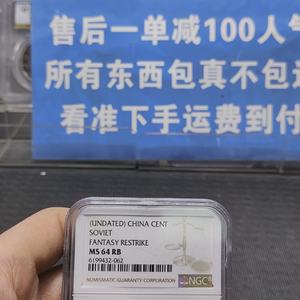 售后一单减100人
所有东西包真不包
看准下手运费到付
(UNDATED) CHINA CENT
SOVIET
FANTASY RESTRIKE
MS 64 RB
6199432-062
NUMISMATIC GUARANTY CORPORATION
NGC